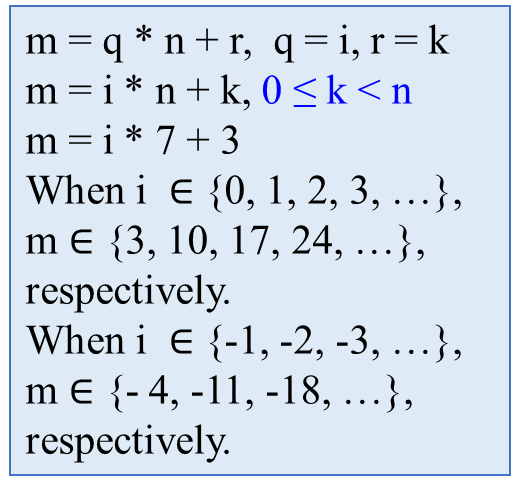 m = q * n + r, q = i, r = k
m = i * n + k, 0 ≤ k < n
m = i * 7 + 3
When i ∈ {0, 1, 2, 3, …},
m ∈ {3, 10, 17, 24, …},
respectively.
When i ∈ {-1, -2, -3, …},
m ∈ {- 4, -11, -18, …},
respectively.